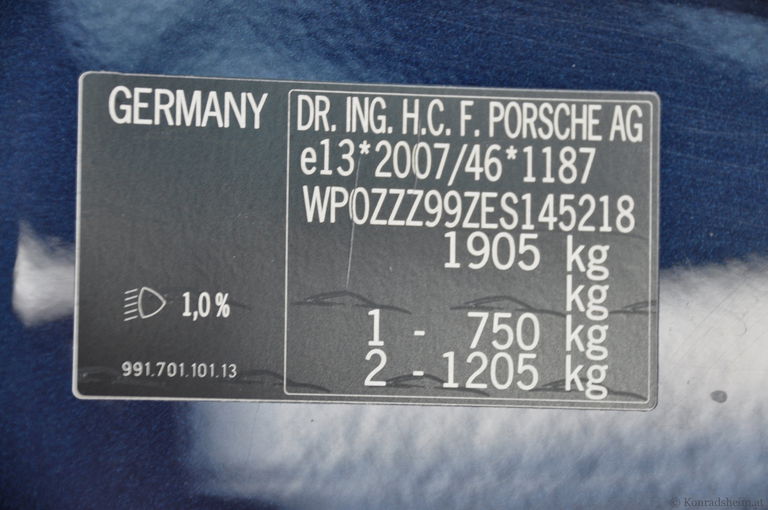 GERMANY
DR. ING. H.C. F. PORSCHE AG
e13*2007/46*1187
WP0ZZZ99ZES145218
1905 kg
kg
1 - 750 kg
2 - 1205 kg
1,0%
991.701.101.13
© Konradsheim.at